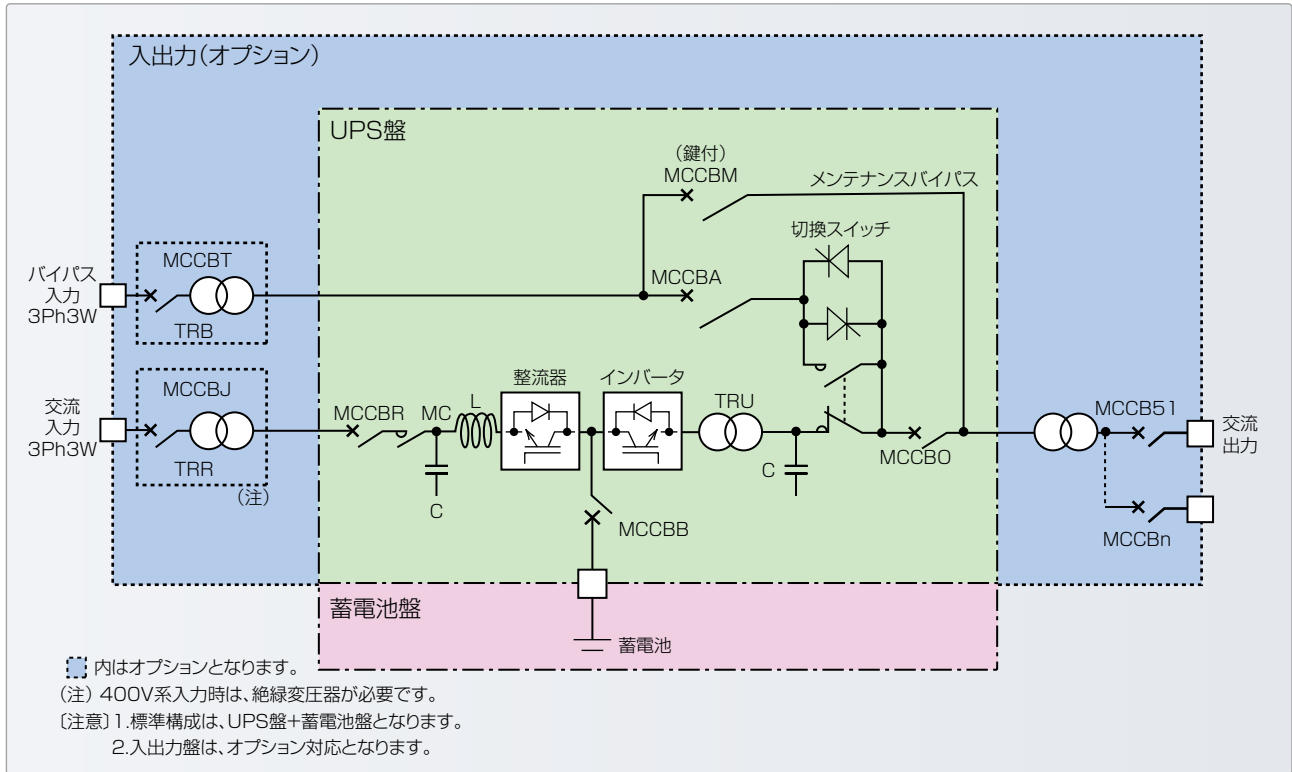 入出力(オプション)
UPS盤
(鍵付)
MCCBM
メンテナンスバイパス
切換スイッチ
バイパス
入力
3Ph3W
MCCBT
TRB
MCCBA
交流
入力
3Ph3W
MCCBJ
TRR
(注)
MCCBR
MC
L
C
整流器
インバータ
TRU
C
MCCBO
MCCB51
交流
出力
MCCBn
MCCBB
蓄電池盤
蓄電池
内はオプションとなります。
(注) 400V系入力時は、絶縁変圧器が必要です。
〔注意〕1.標準構成は、UPS盤+蓄電池盤となります。
2.入出力盤は、オプション対応となります。